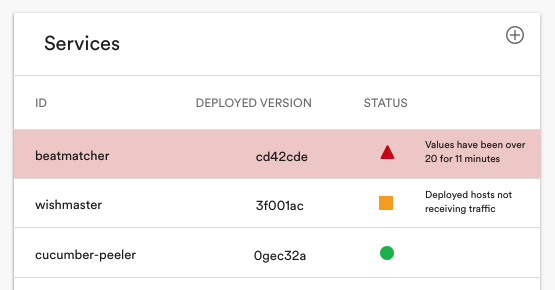 Services
ID DEPLOYED VERSION STATUS
beatmatcher cd42cde Values have been over
20 for 11 minutes
wishmaster 3f001ac Deployed hosts not
receiving traffic
cucumber-peeler 0gec32a